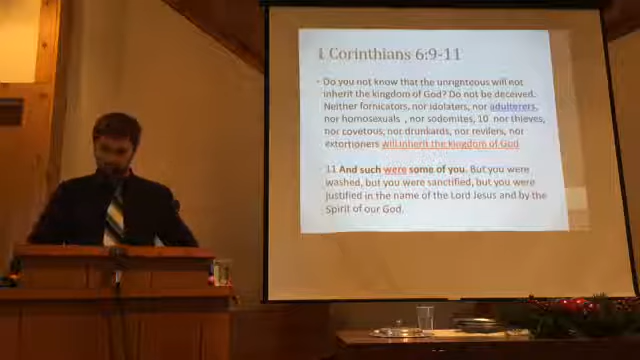 I Corinthians 6:9-11
Do you not know that the unrighteous will not
inherit the kingdom of God? Do not be deceived.
Neither fornicators, nor idolaters, nor adulterers,
nor homosexuals , nor sodomites, 10 nor thieves,
nor covetous, nor drunkards, nor revilers, nor
extortioners will inherit the kingdom of God
11 And such were some of you. But you were
washed, but you were sanctified, but you were
justified in the name of the Lord Jesus and by the
Spirit of our God.